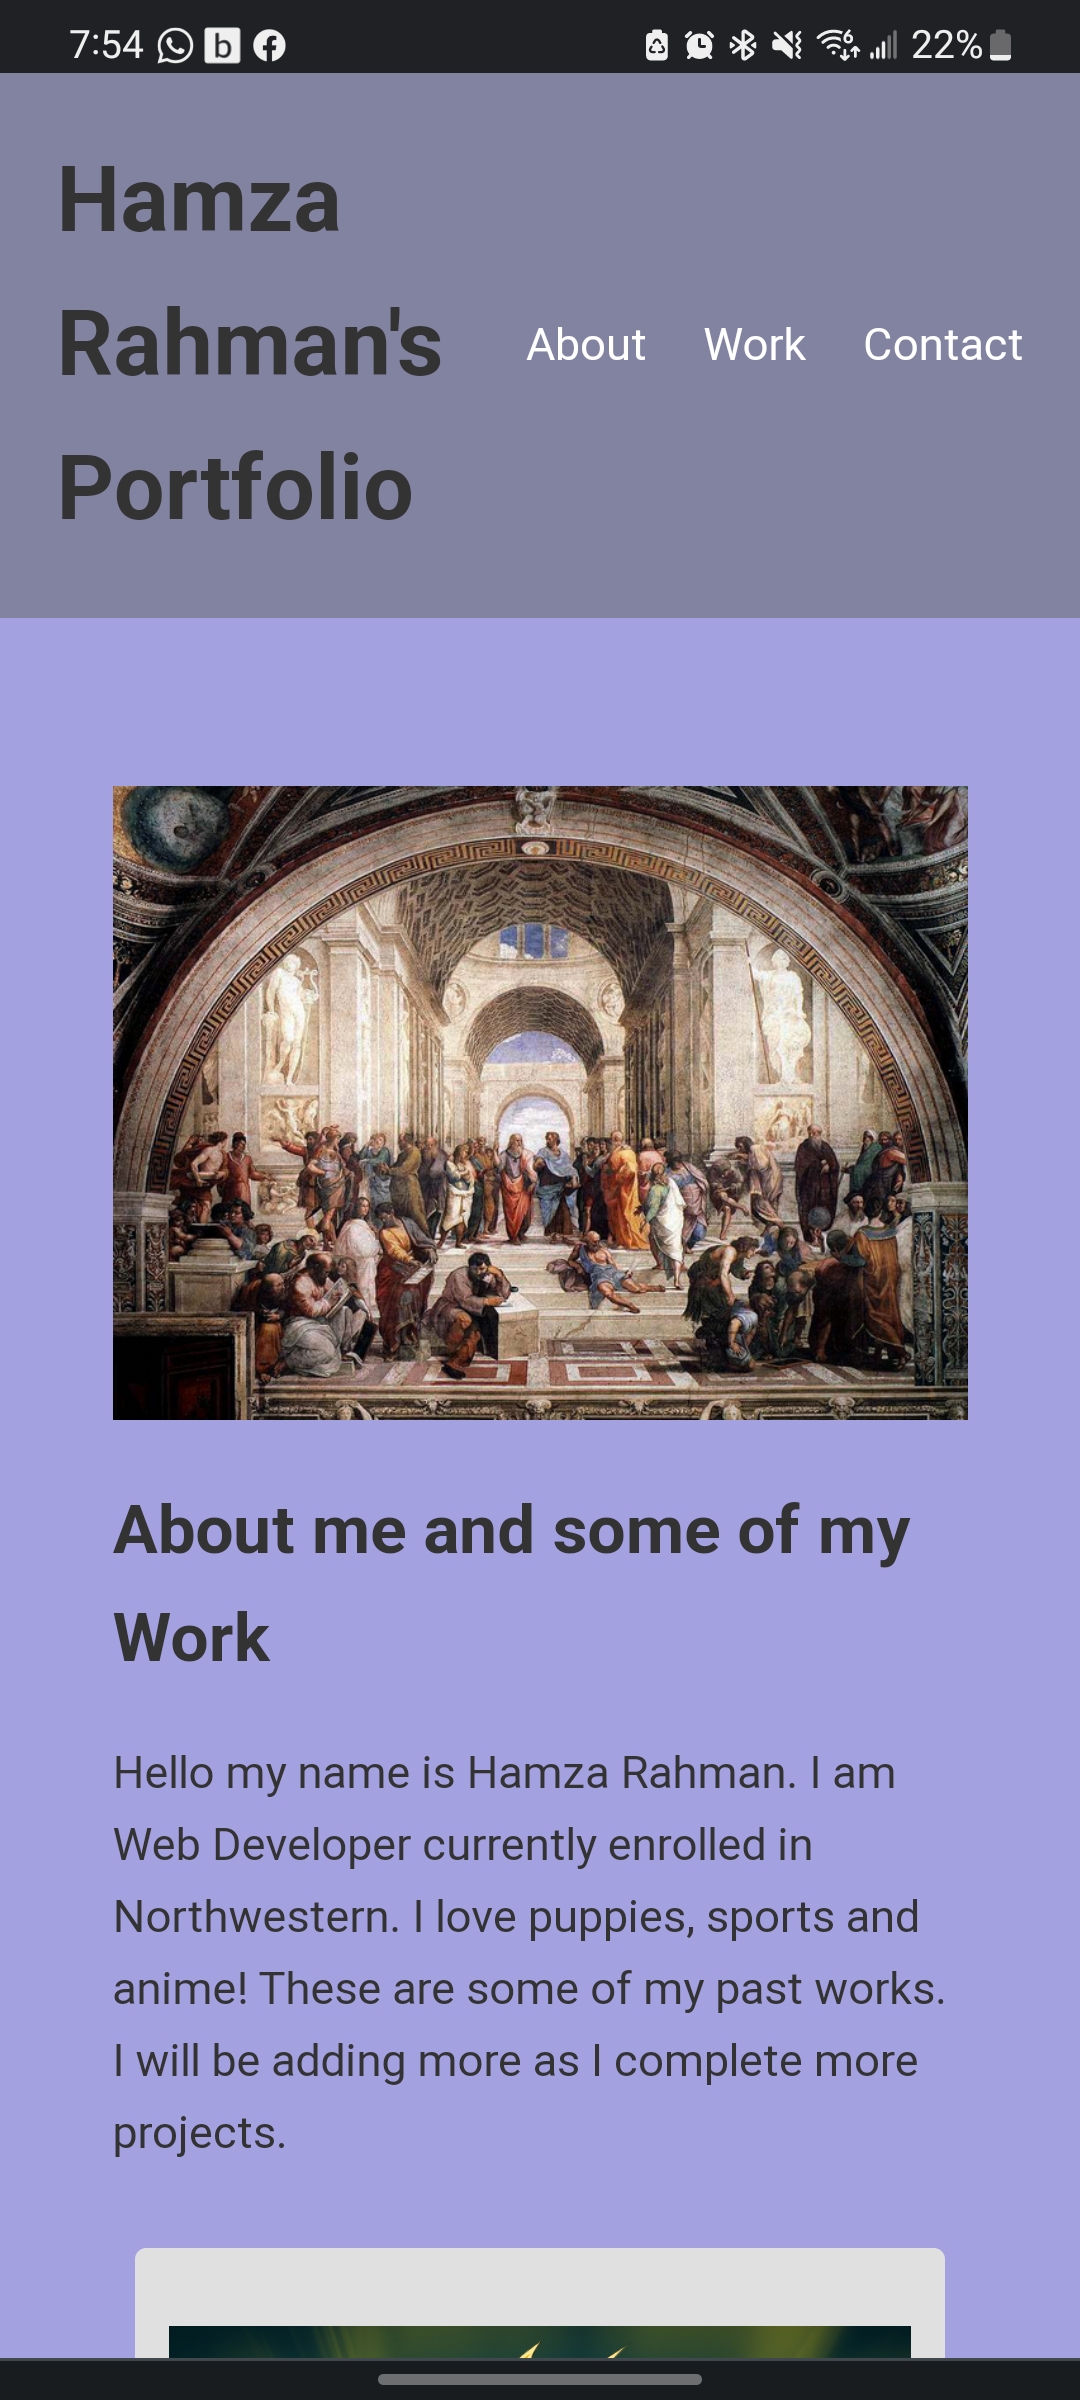 7:54 22%
Hamza
Rahman's
Portfolio
About Work Contact
About me and some of my
Work
Hello my name is Hamza Rahman. I am
Web Developer currently enrolled in
Northwestern. I love puppies, sports and
anime! These are some of my past works.
I will be adding more as I complete more
projects.